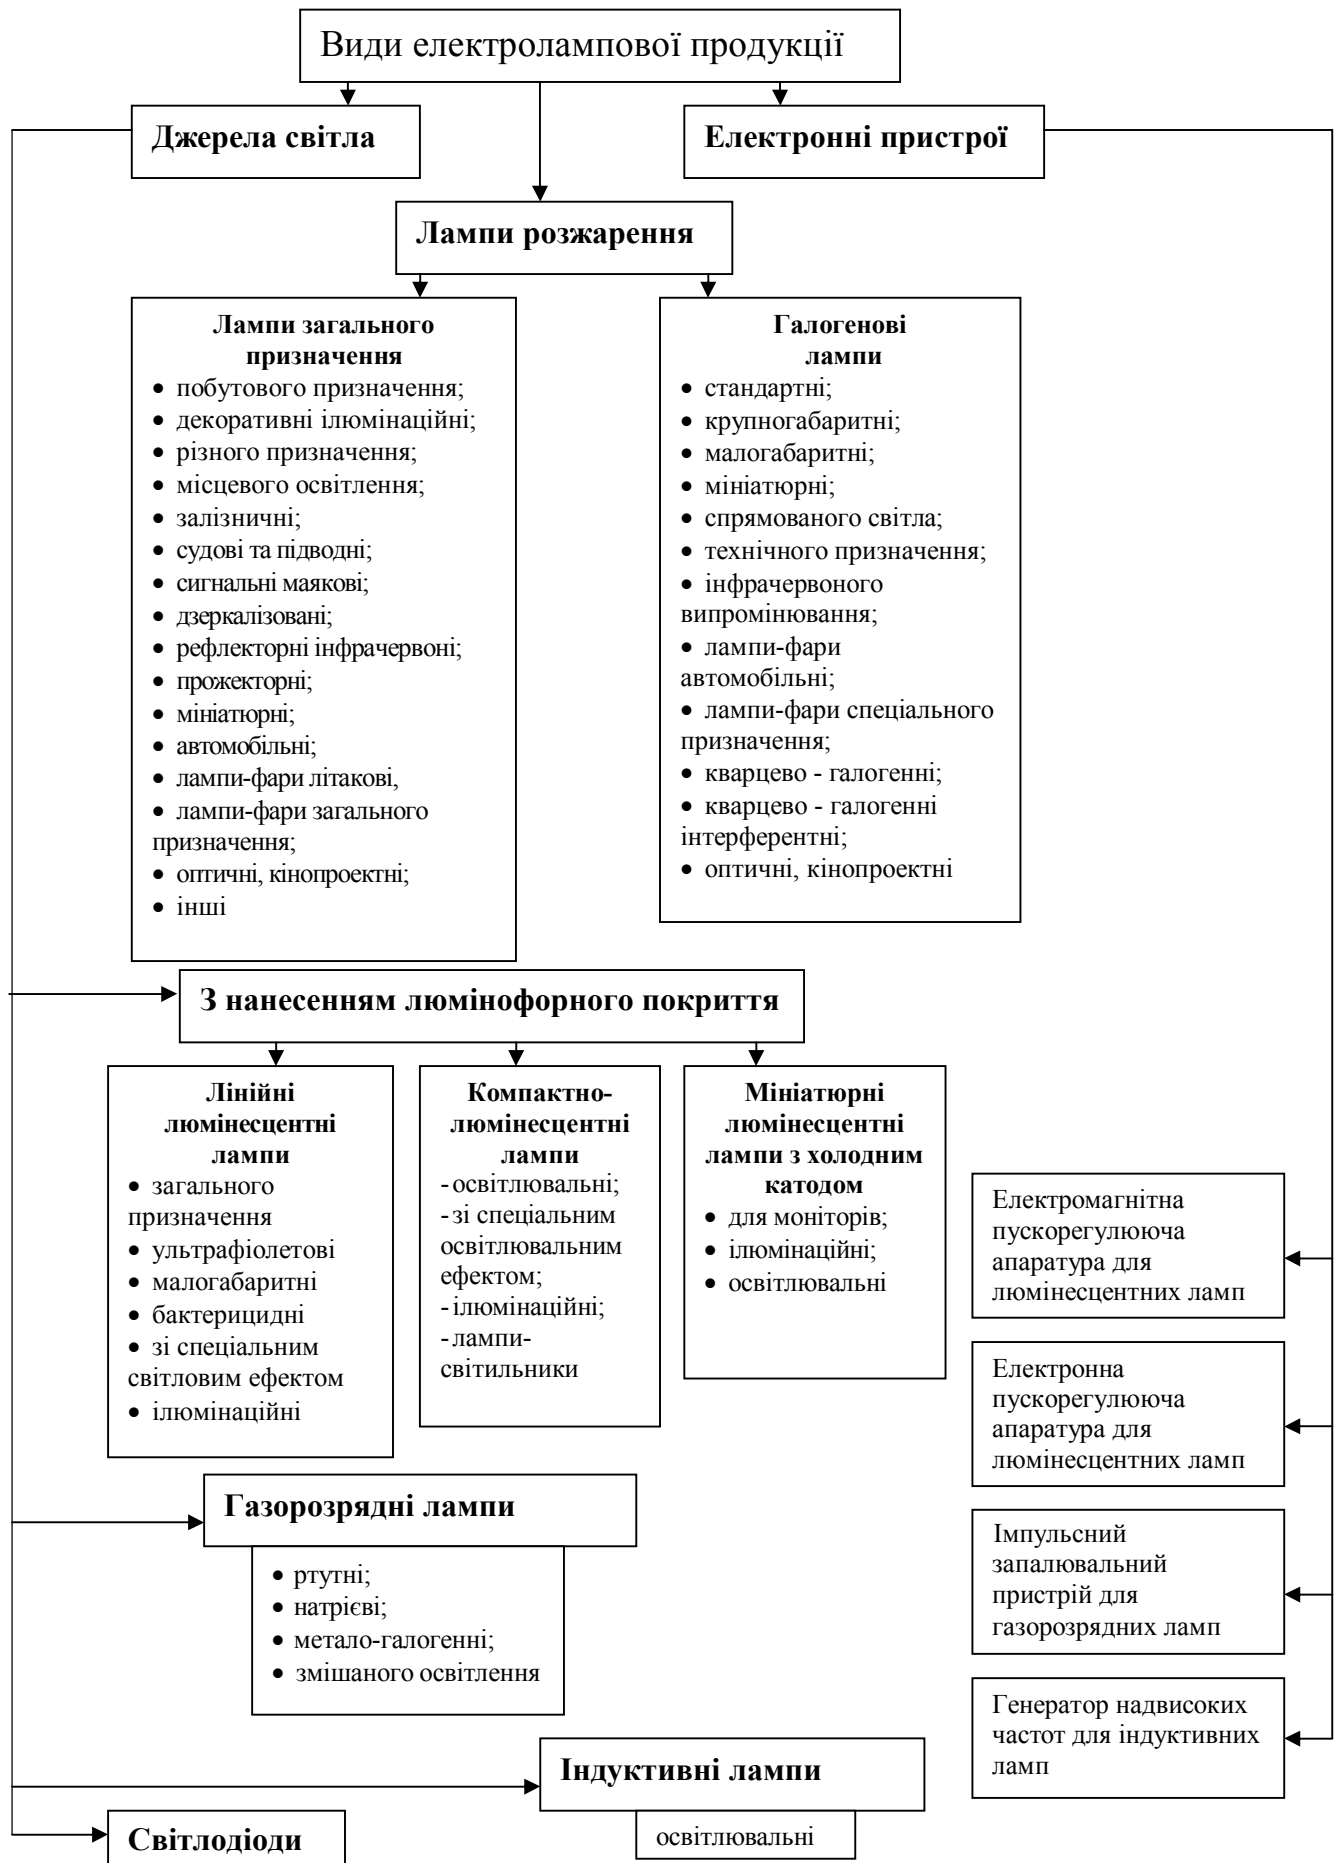 Види електролампової продукції
Джерела світла
Електронні пристрої
Лампи розжарення
Лампи загального
призначення
• побутового призначення;
• декоративні ілюмінаційні;
• різного призначення;
• місцевого освітлення;
• залізничні;
• судові та підводні;
• сигнальні маякові;
• дзеркалізовані;
• рефлекторні інфрачервоні;
• прожекторні;
• мініатюрні;
• автомобільні;
• лампи-фари літакові,
• лампи-фари загального
призначення;
• оптичні, кінопроектні;
• інші
Галогенові
лампи
• стандартні;
• крупногабаритні;
• малогабаритні;
• мініатюрні;
• спрямованого світла;
• технічного призначення;
• інфрачервоного
випромінювання;
• лампи-фари
автомобільні;
• лампи-фари спеціального
призначення;
• кварцево - галогенні;
• кварцево - галогенні
інтерферентні;
• оптичні, кінопроектні
З нанесенням люмінофорного покриття
Лінійні
люмінесцентні
лампи
• загального
призначення
• ультрафіолетові
• малогабаритні
• бактерицидні
• зі спеціальним
світловим ефектом
• ілюмінаційні
Компактно-
люмінесцентні
лампи
- освітлювальні;
- зі спеціальним
освітлювальним
ефектом;
- ілюмінаційні;
- лампи-
світильники
Мініатюрні
люмінесцентні
лампи з холодним
катодом
• для моніторів;
• ілюмінаційні;
• освітлювальні
Електромагнітна
пускорегулююча
апаратура для
люмінесцентних ламп
Електронна
пускорегулююча
апаратура для
люмінесцентних ламп
Імпульсний
запалювальний
пристрій для
газорозрядних ламп
Генератор надвисоких
частот для індуктивних
ламп
Газорозрядні лампи
• ртутні;
• натрієві;
• метало-галогенні;
• змішаного освітлення
Індуктивні лампи
освітлювальні
Світлодіоди